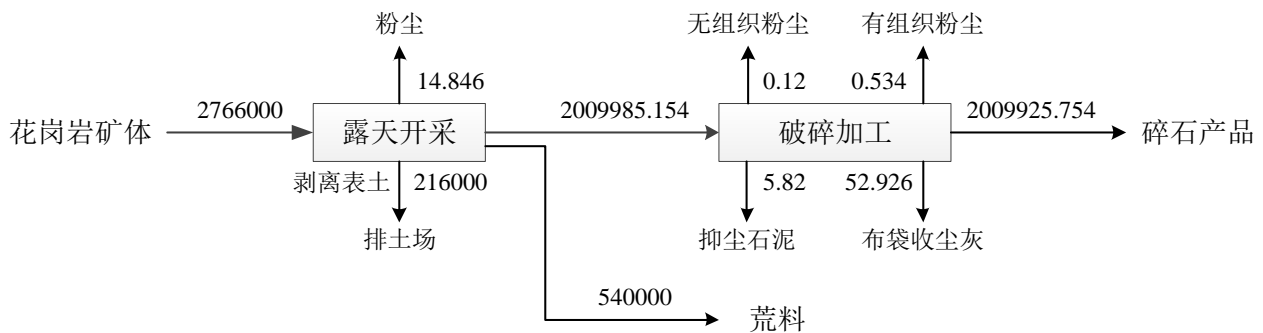 粉尘
无组织粉尘
有组织粉尘
14.846
0.12
0.534
花岗岩矿体
2766000
露天开采
2009985.154
破碎加工
2009925.754
碎石产品
剥离表土
216000
5.82
52.926
排土场
抑尘石泥
布袋收尘灰
540000
荒料